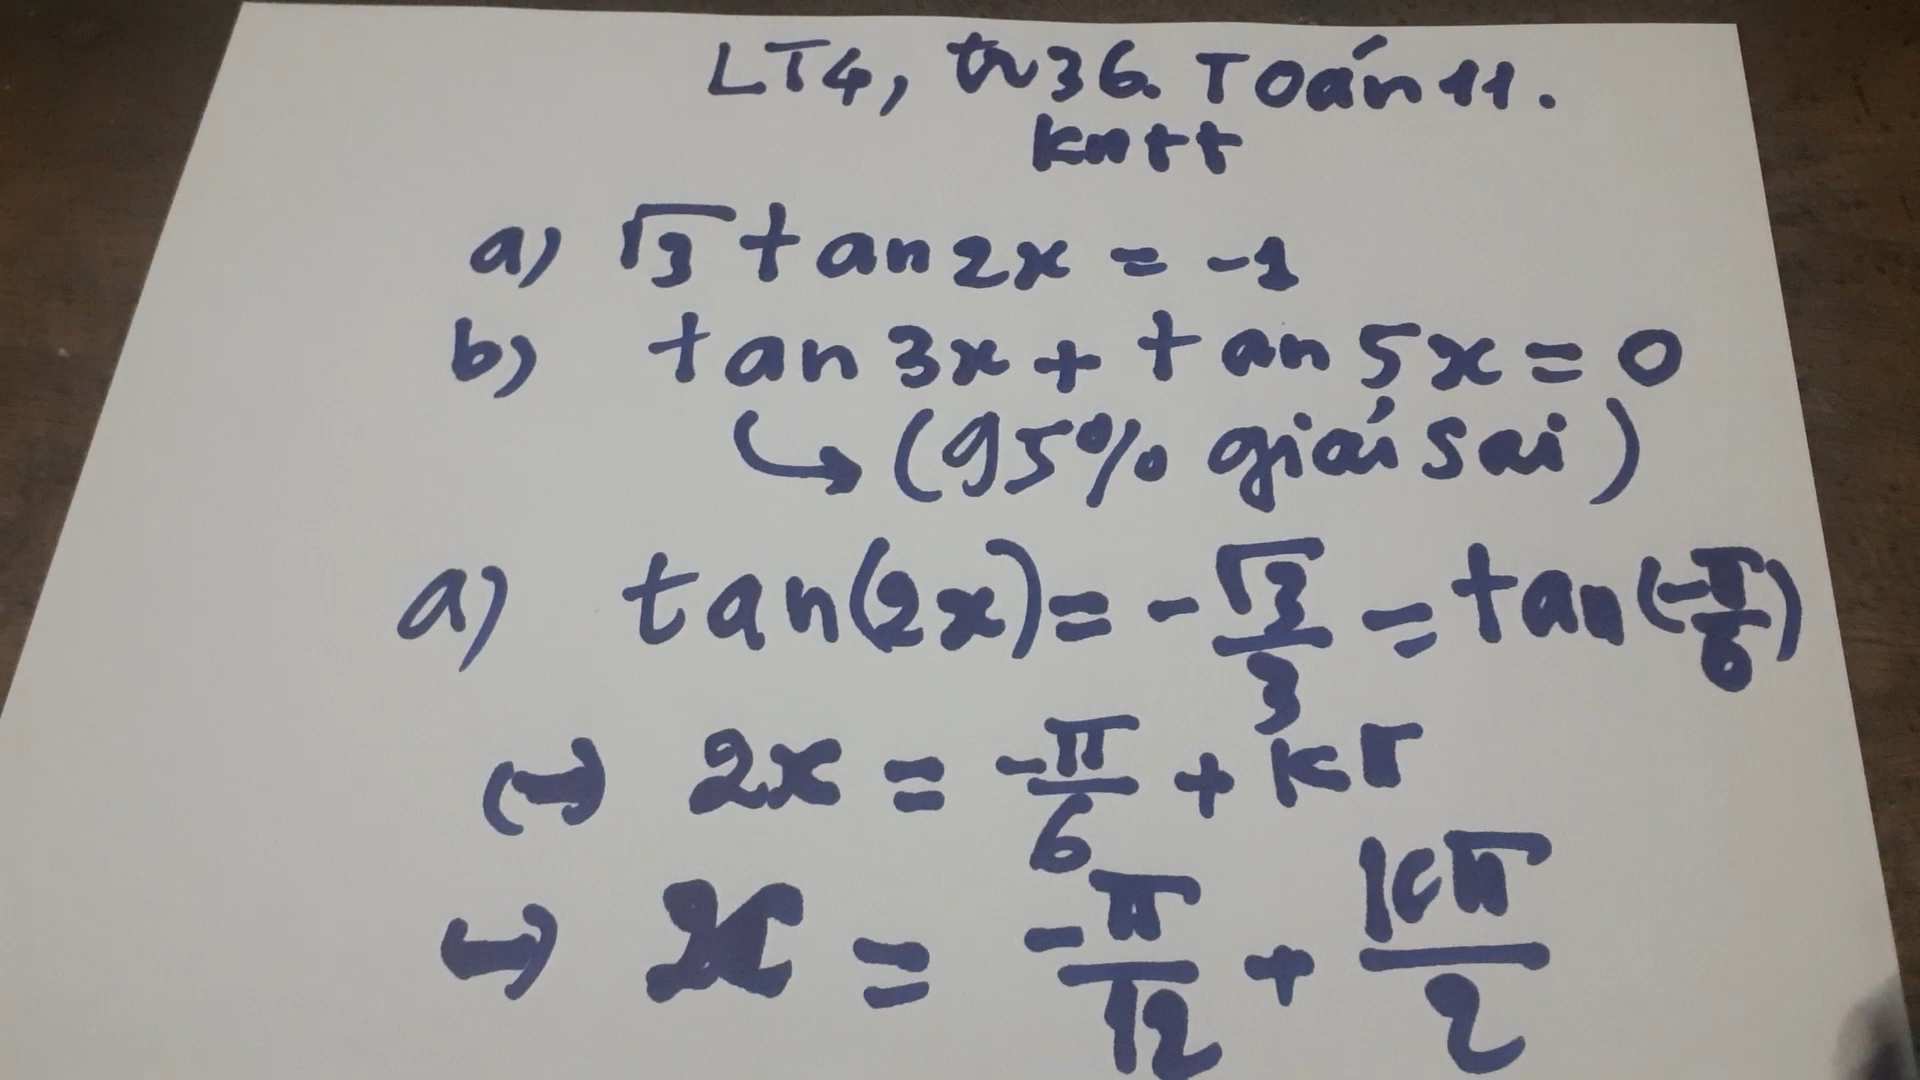 LT4, tr36. Toán 11.
kntt
a) √3 tan2x = -1
b) tan 3x + tan 5x = 0
↳ (95% giải sai)
a) tan(2x) = -√3/3 = tan(-π/6)
↔ 2x = -π/6 + kπ
↔ x = -π/12 + kπ/2